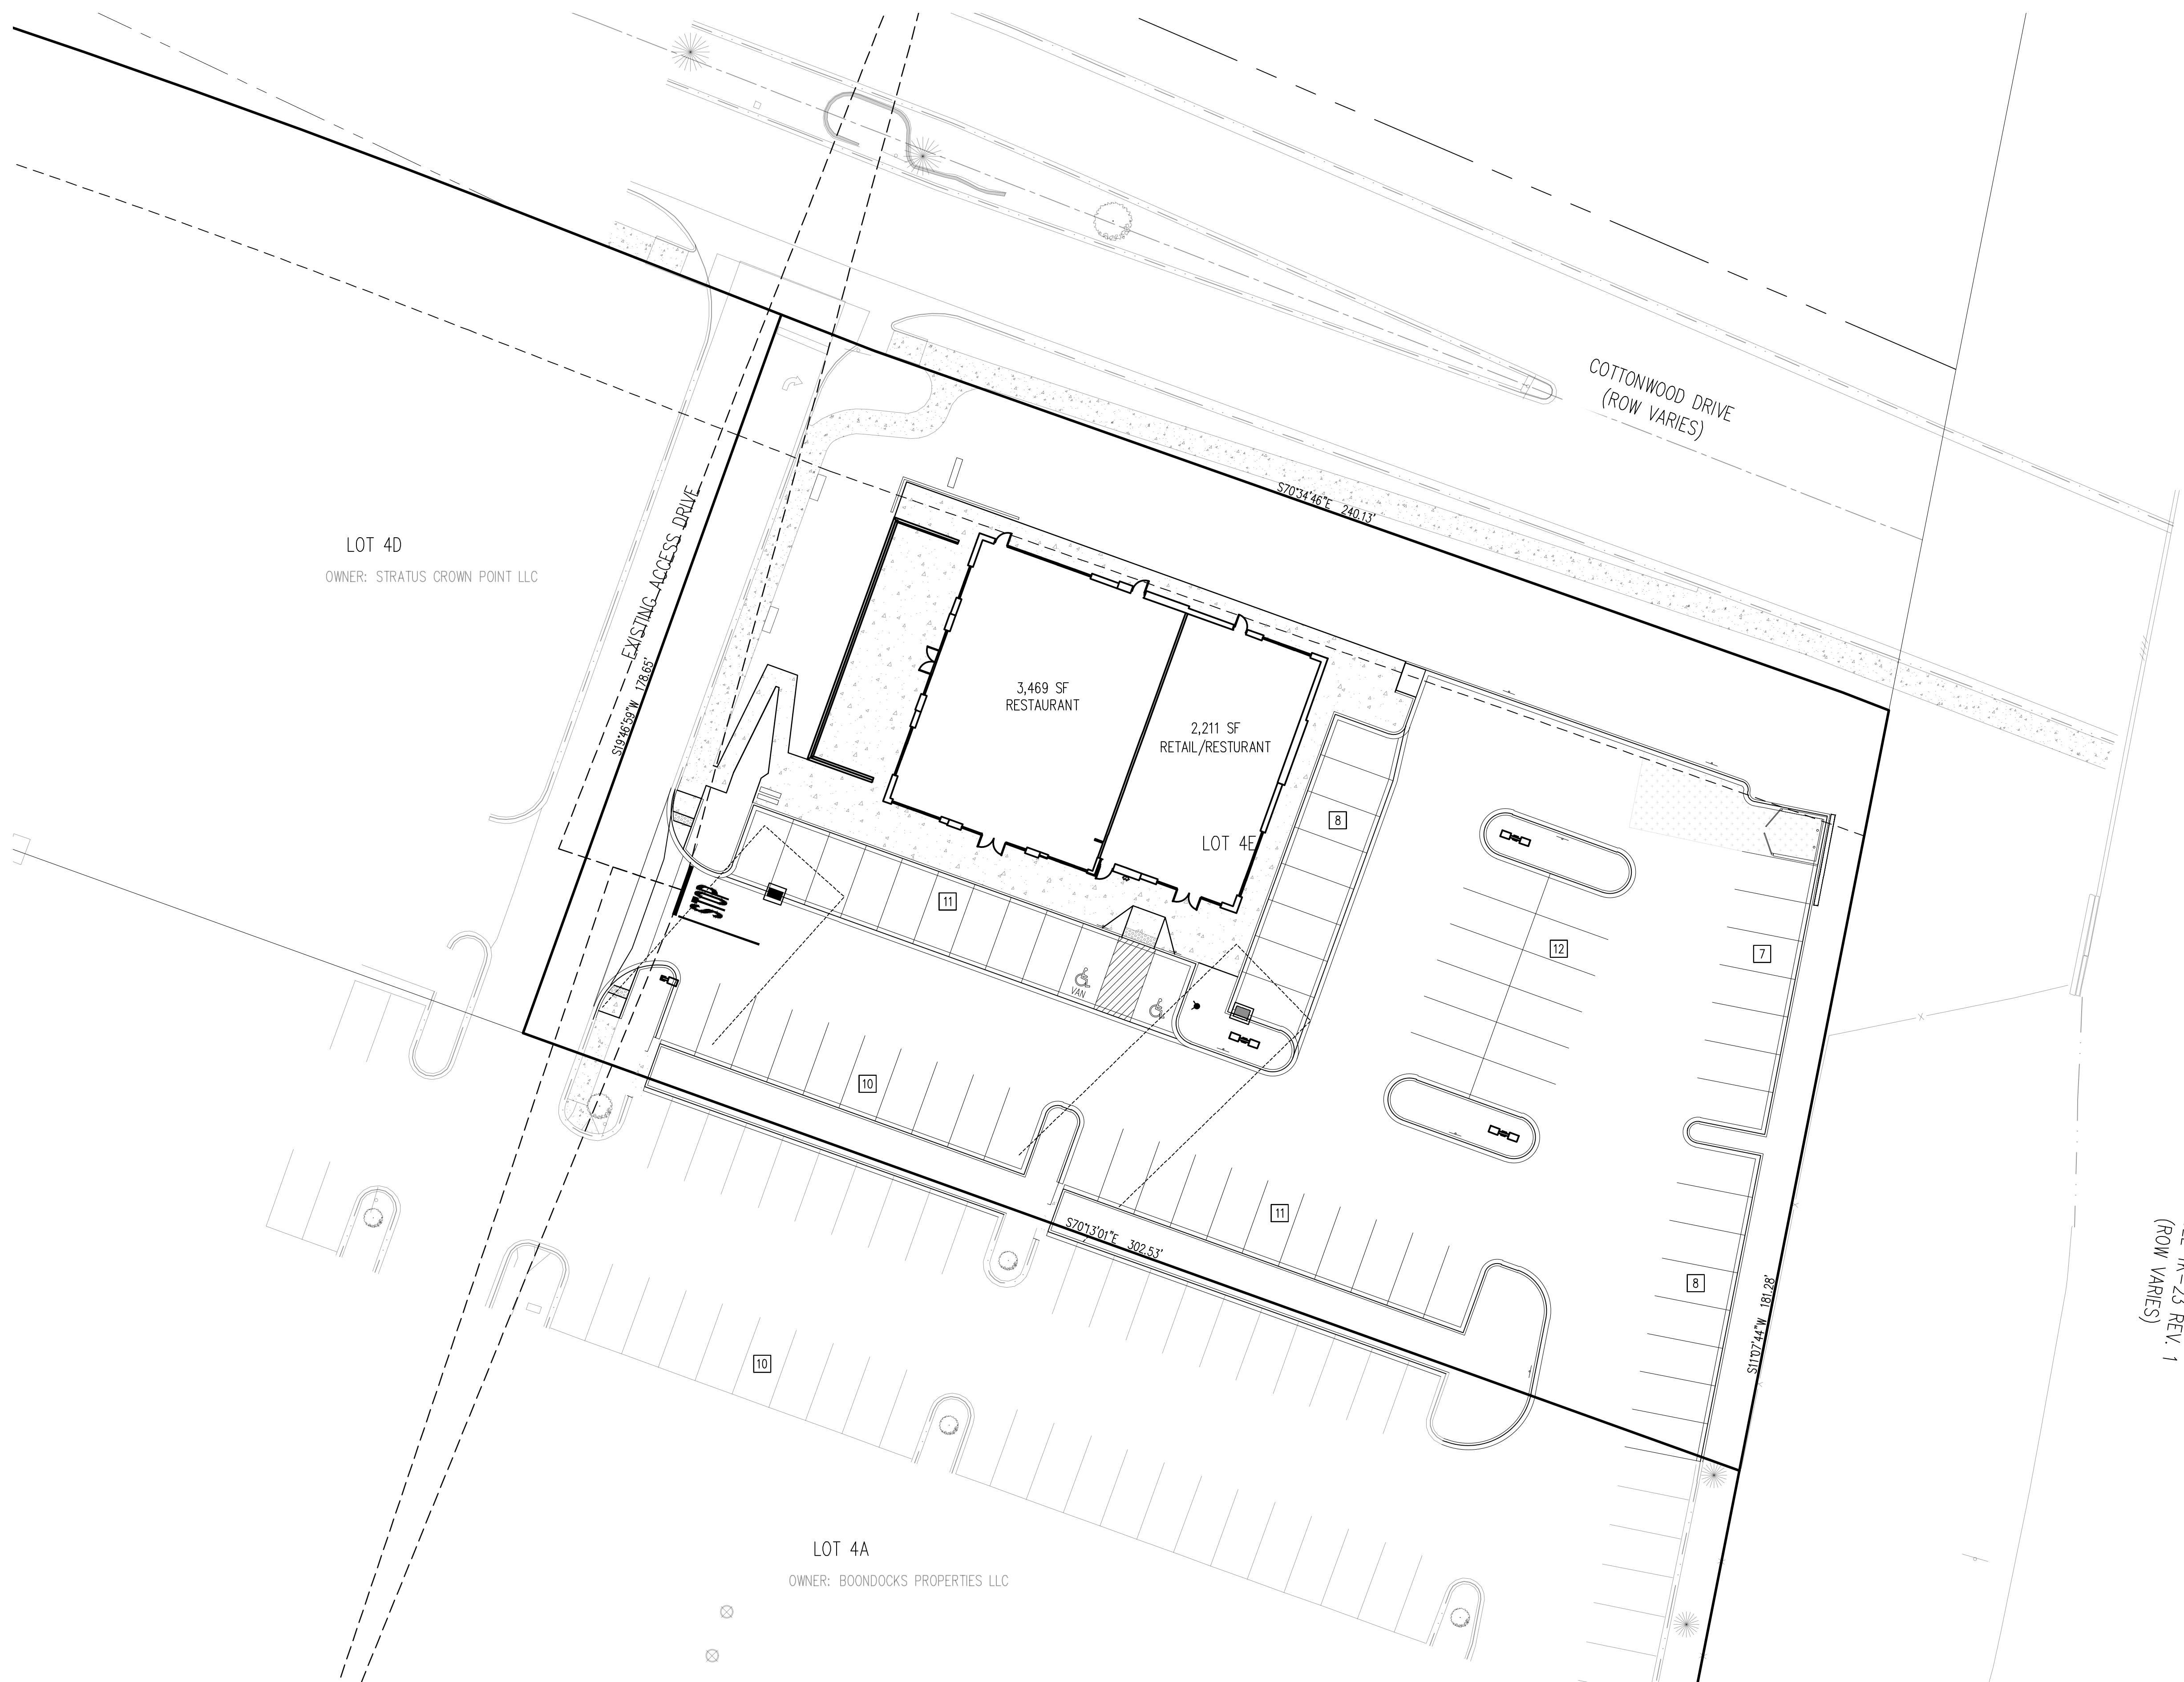 COTTONWOOD DRIVE
(ROW VARIES)
S70°34'46"E 240.13'
LOT 4D
OWNER: STRATUS CROWN POINT LLC
EXISTING ACCESS DRIVE
S19°46'59"W 178.65'
3,469 SF
RESTAURANT
2,211 SF
RETAIL/RESTURANT
LOT 4E
8
STOP
11
12
7
VAN
10
11
S70°13'01"E 302.53'
8
S11°07'44"W 181.28'
REV. 1
(ROW VARIES)
10
LOT 4A
OWNER: BOONDOCKS PROPERTIES LLC